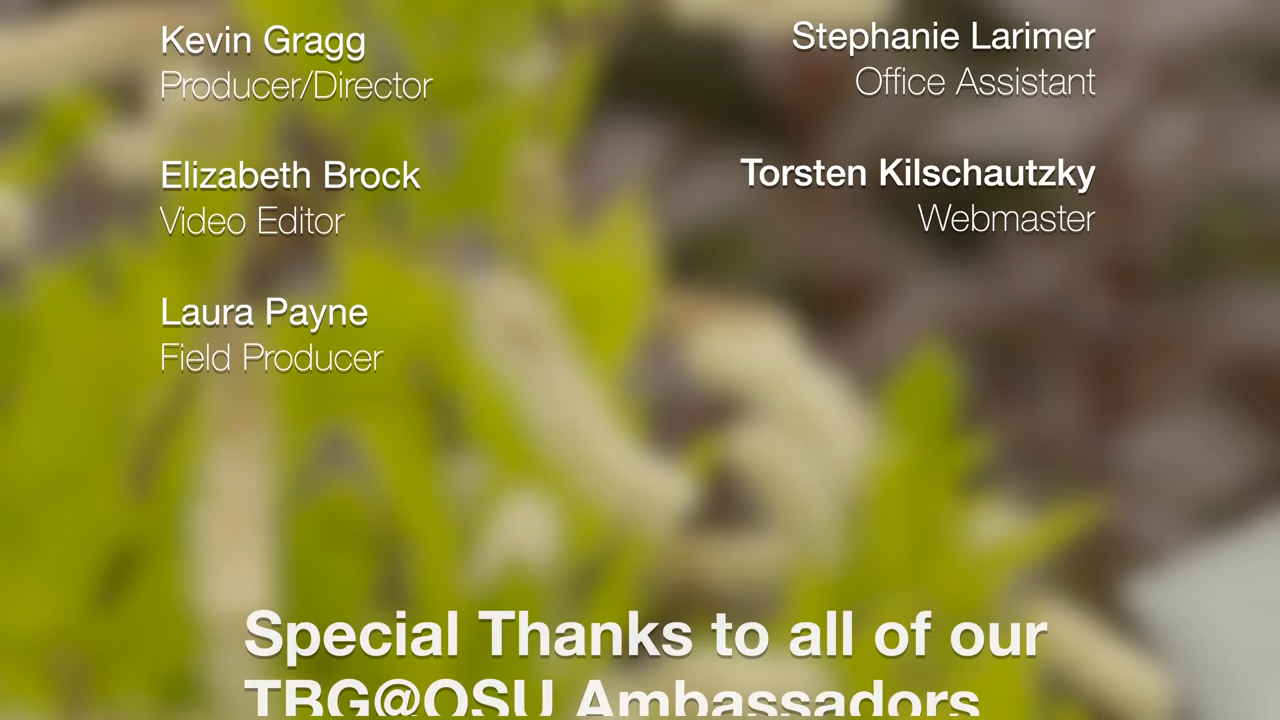 Kevin Gragg
Producer/Director
Elizabeth Brock
Video Editor
Laura Payne
Field Producer
Stephanie Larimer
Office Assistant
Torsten Kilschautzky
Webmaster
Special Thanks to all of our
TBG@OSU Ambassadors